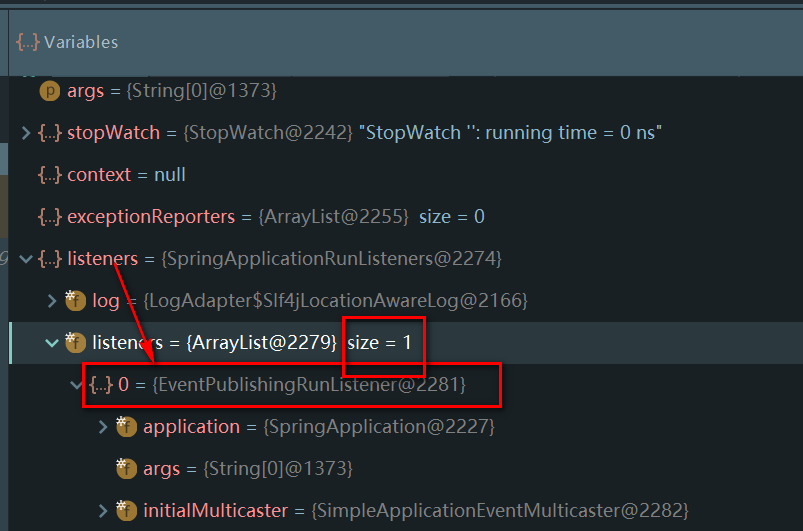 {...} Variables
p args = {String[0]@1373}
{...} stopWatch = {StopWatch@2242} "StopWatch '': running time = 0 ns"
{...} context = null
{...} exceptionReporters = {ArrayList@2255} size = 0
9 {...} listeners = {SpringApplicationRunListeners@2274}
f log = {LogAdapter$Slf4jLocationAwareLog@2166}
f listeners = {ArrayList@2279} size = 1
{...} 0 = {EventPublishingRunListener@2281}
f application = {SpringApplication@2227}
f args = {String[0]@1373}
f initialMulticaster = {SimpleApplicationEventMulticaster@2282}